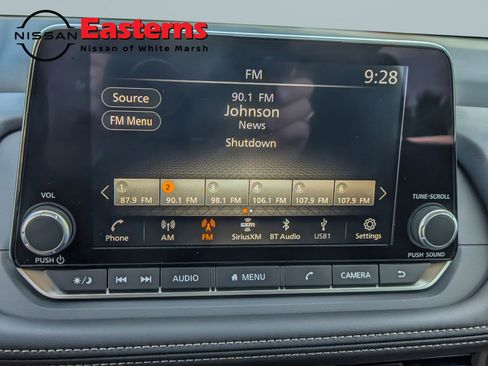 NISSAN
Easterns
Nissan of White Marsh
FM
9:28
Source
90.1 FM
Johnson
FM Menu
News
Shutdown
1 2 3 4 5 6
87.9 FM 90.1 FM 98.1 FM 106.1 FM 107.9 FM 107.9 FM
VOL
TUNE•SCROLL
sxm
Phone AM FM SiriusXM BT Audio USB1 Settings
PUSH
PUSH SOUND
AUDIO MENU CAMERA